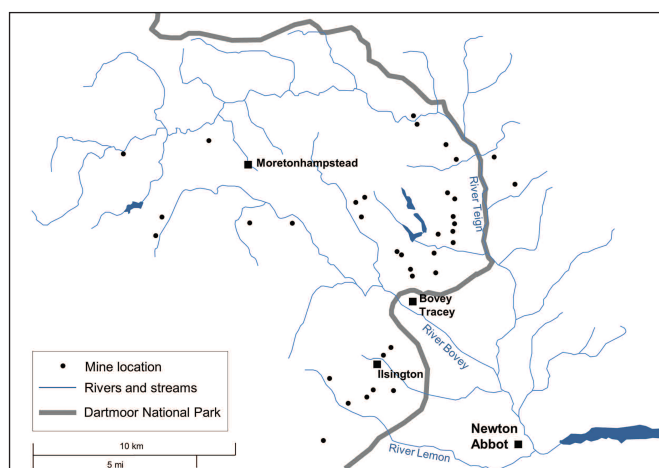 Moretonhampstead
River Teign
Bovey
Tracey
River Bovey
Ilsington
Newton
Abbot
River Lemon
Mine location
Rivers and streams
Dartmoor National Park
10 km
5 mi